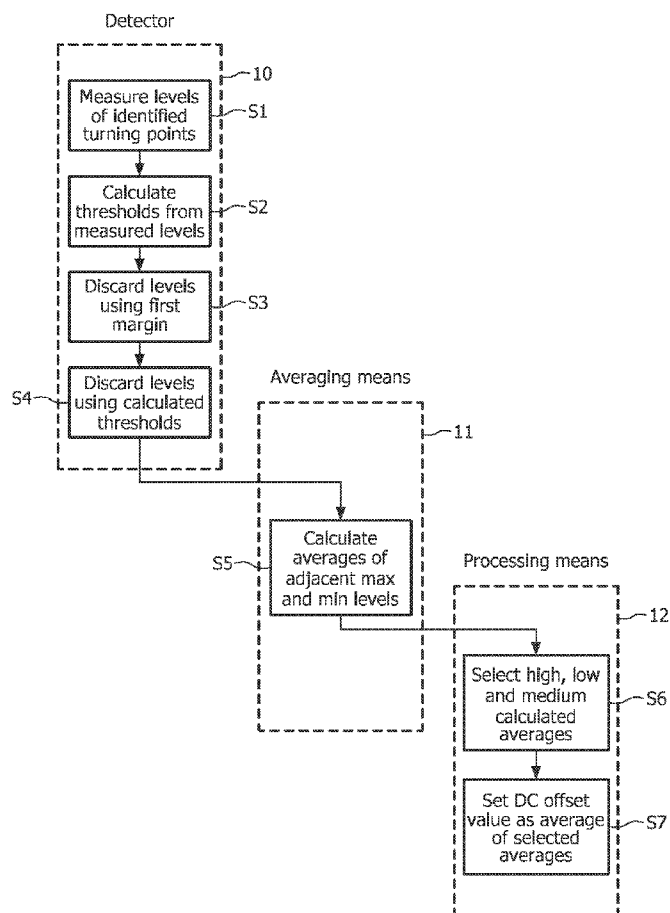 Detector
10
Measure levels
of identified
turning points
S1
Calculate
thresholds from
measured levels
S2
Discard levels
using first
margin
S3
S4
Discard levels
using calculated
thresholds
Averaging means
11
S5
Calculate
averages of
adjacent max
and min levels
Processing means
12
Select high, low
and medium
calculated
averages
S6
Set DC offset
value as average
of selected
averages
S7